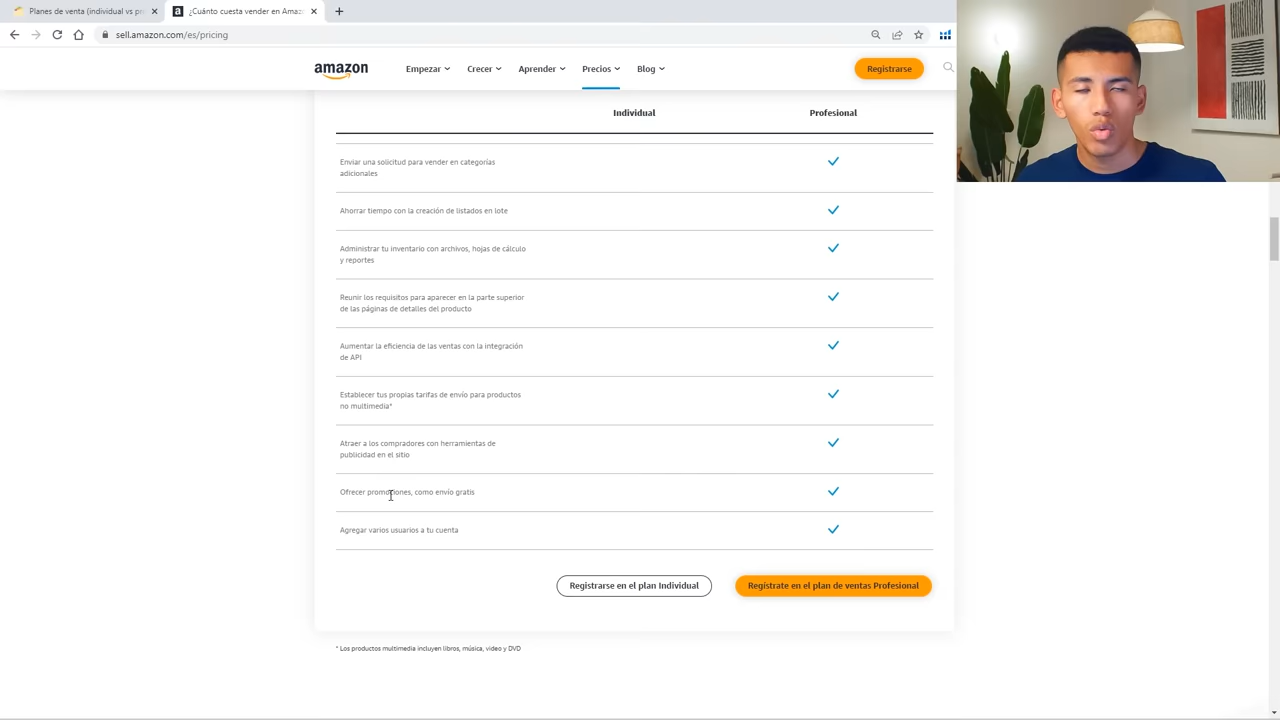 Planes de venta (individual vs pr
¿Cuánto cuesta vender en Amaz
sell.amazon.com/es/pricing
amazon
Empezar
Crecer
Aprender
Precios
Blog
Registrarse
Individual
Profesional
Enviar una solicitud para vender en categorías
adicionales
Ahorrar tiempo con la creación de listados en lote
Administrar tu inventario con archivos, hojas de cálculo
y reportes
Reunir los requisitos para aparecer en la parte superior
de las páginas de detalles del producto
Aumentar la eficiencia de las ventas con la integración
de API
Establecer tus propias tarifas de envío para productos
no multimedia*
Atraer a los compradores con herramientas de
publicidad en el sitio
Ofrecer promociones, como envío gratis
Agregar varios usuarios a tu cuenta
Registrarse en el plan Individual
Regístrate en el plan de ventas Profesional
* Los productos multimedia incluyen libros, música, video y DVD